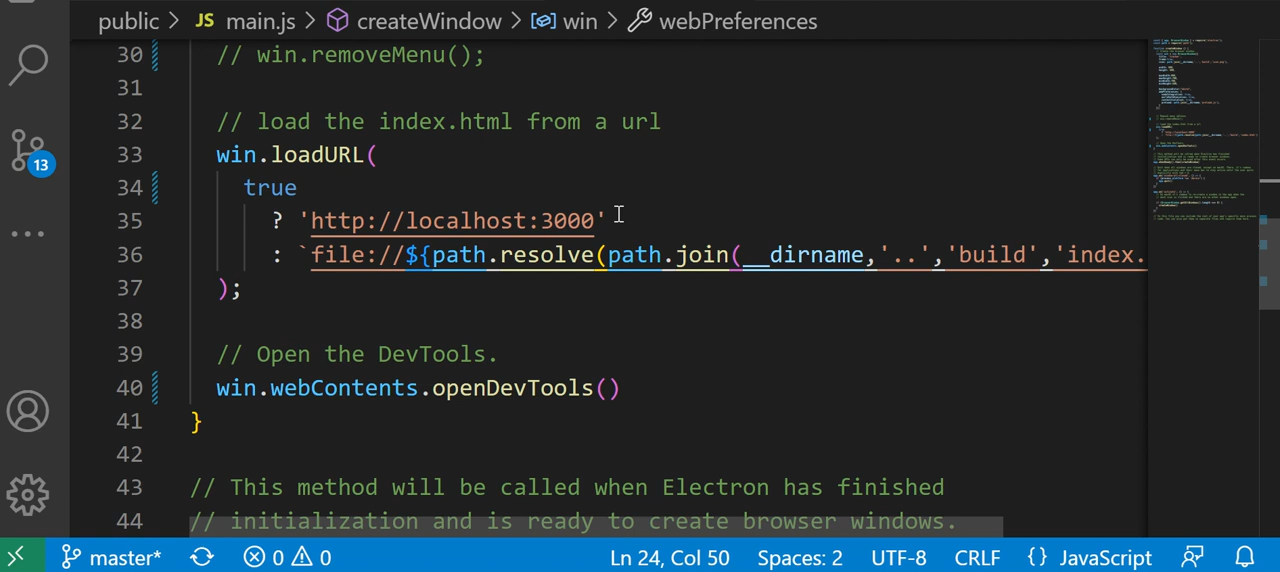 public > JS main.js > createWindow > win > webPreferences
30 // win.removeMenu();
31
32 // load the index.html from a url
33 win.loadURL(
34 true
35 ? 'http://localhost:3000'
36 : `file://${path.resolve(path.join(__dirname,'..','build','index.
37 );
38
39 // Open the DevTools.
40 win.webContents.openDevTools()
41 }
42
43 // This method will be called when Electron has finished
44 // initialization and is ready to create browser windows.
13
master* 0 0 Ln 24, Col 50 Spaces: 2 UTF-8 CRLF {} JavaScript